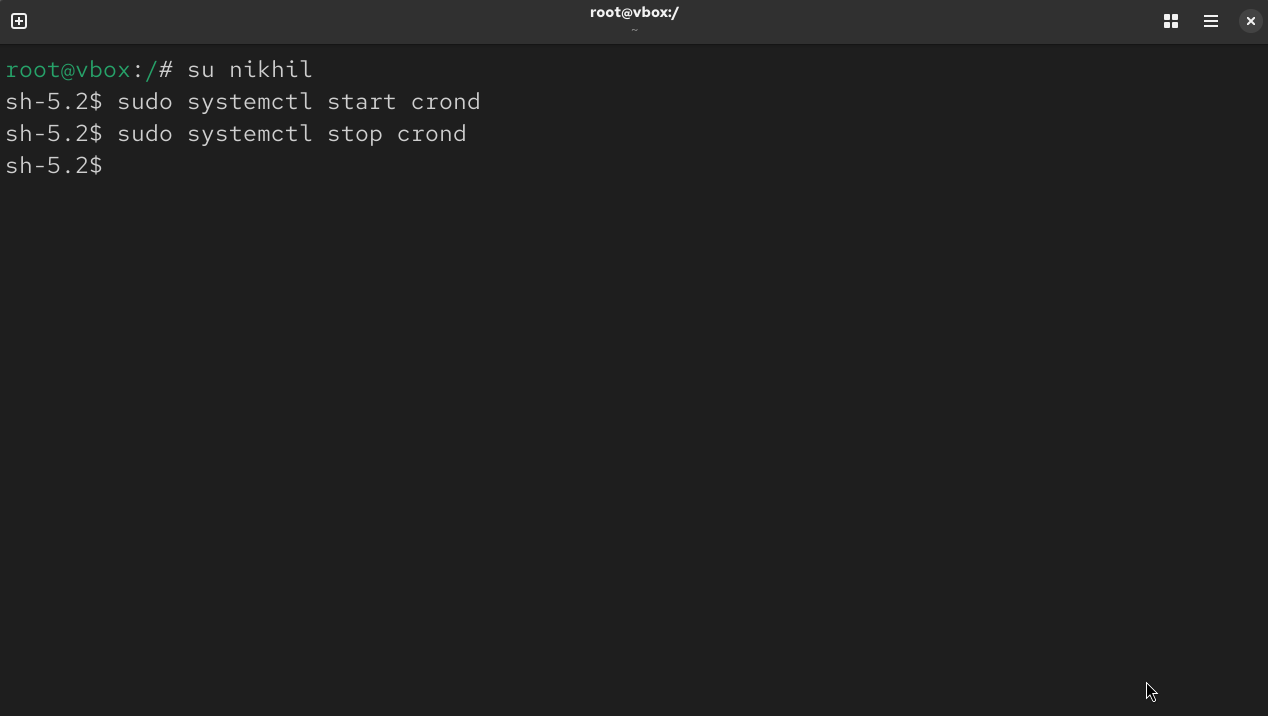 root@vbox:/
~
root@vbox:/# su nikhil
sh-5.2$ sudo systemctl start crond
sh-5.2$ sudo systemctl stop crond
sh-5.2$